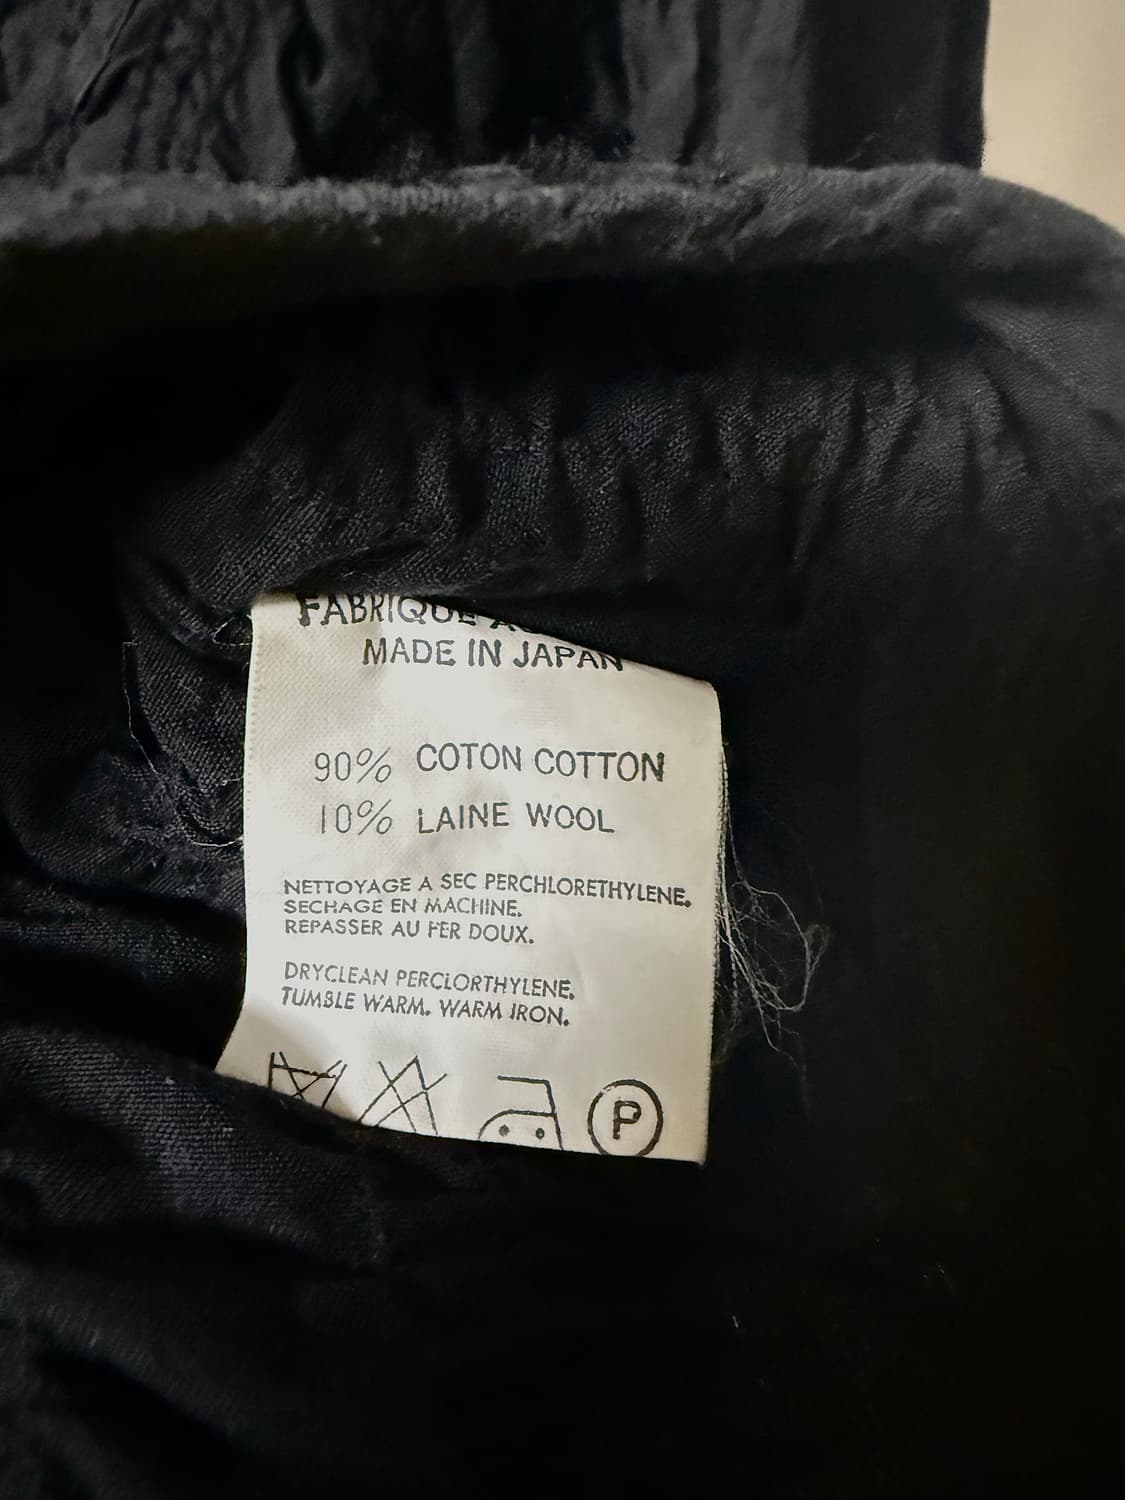 FABRIQUE
MADE IN JAPAN
90% COTON COTTON
10% LAINE WOOL
NETTOYAGE A SEC PERCHLORETHYLENE.
SECHAGE EN MACHINE.
REPASSER AU FER DOUX.
DRYCLEAN PERCLORTHYLENE.
TUMBLE WARM. WARM IRON.
P